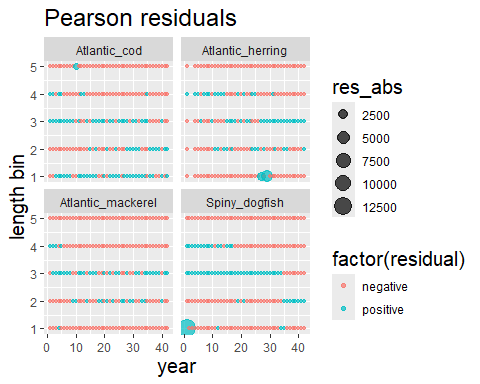 Pearson residuals
Atlantic_cod
Atlantic_herring
5
4
3
2
1
Atlantic_mackerel
Spiny_dogfish
5
4
3
2
1
0 10 20 30 40
0 10 20 30 40
length bin
year
res_abs
2500
5000
7500
10000
12500
factor(residual)
negative
positive